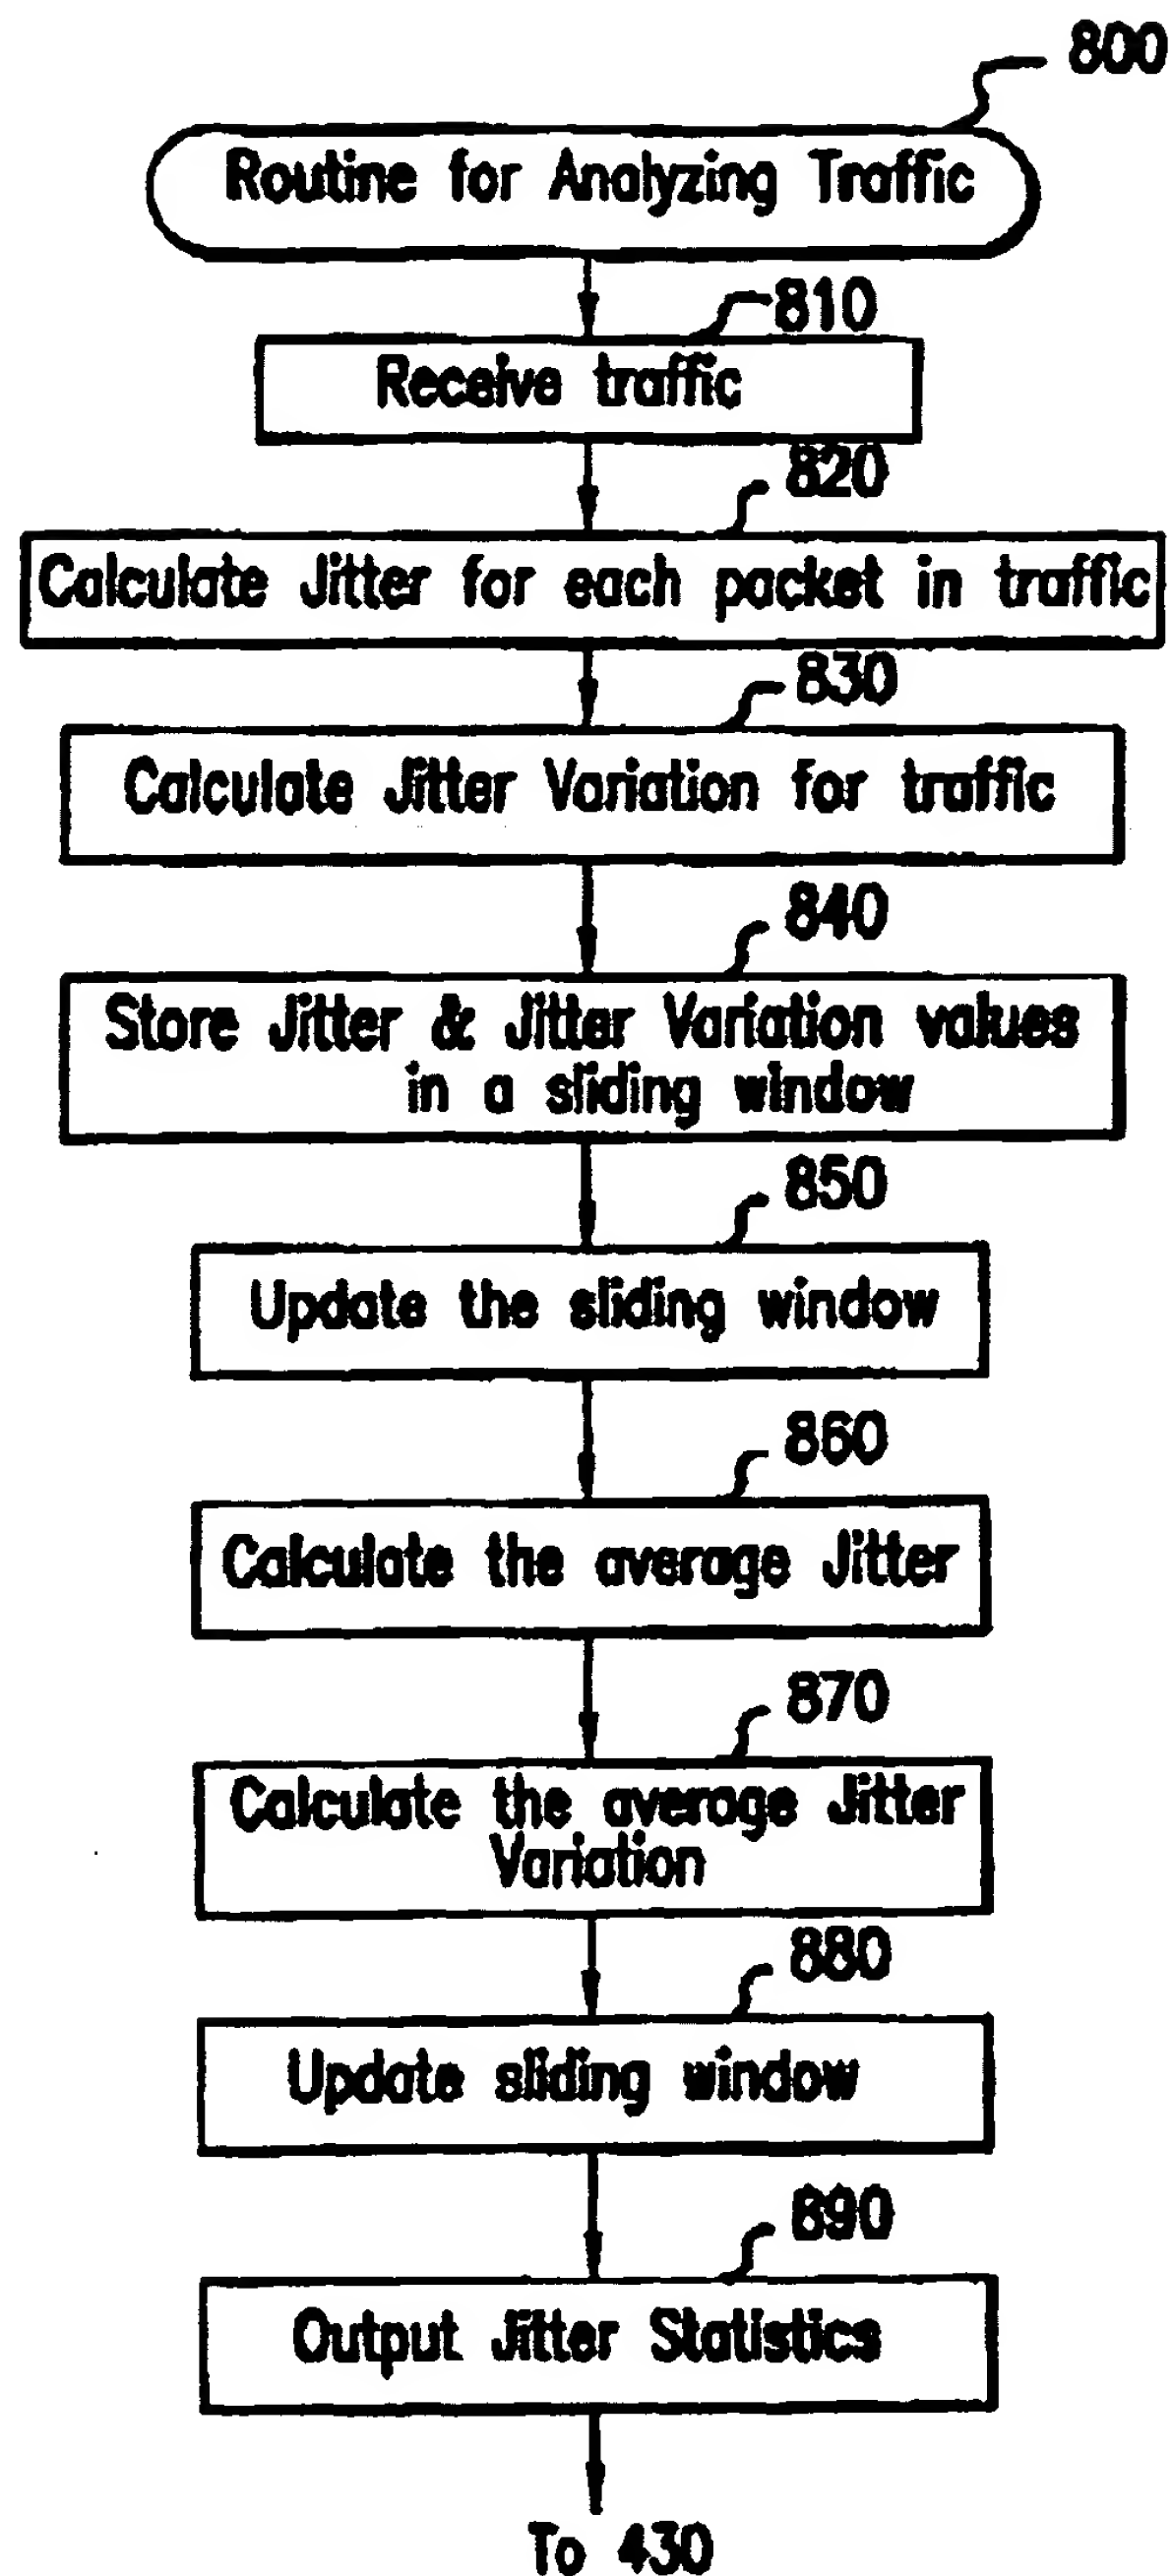 800
Routine for Analyzing Traffic
810
Receive traffic
820
Calculate Jitter for each packet in traffic
830
Calculate Jitter Variation for traffic
840
Store Jitter & Jitter Variation values
in a sliding window
850
Update the sliding window
860
Calculate the average Jitter
870
Calculate the average Jitter
Variation
880
Update sliding window
890
Output Jitter Statistics
To 430